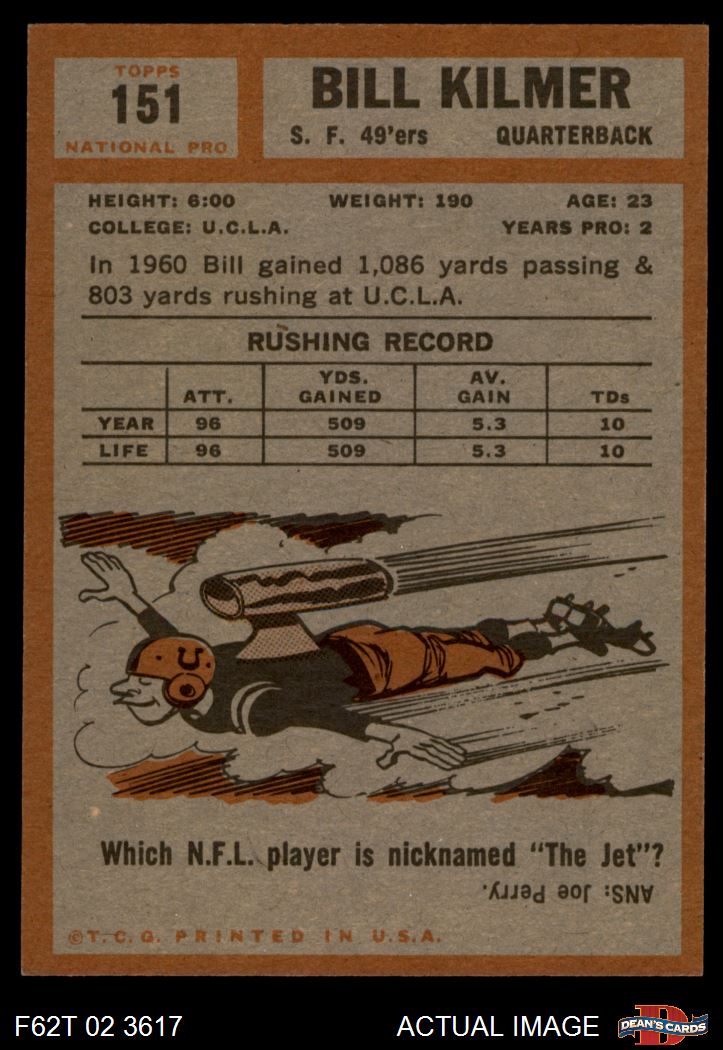 TOPPS
151
NATIONAL PRO
BILL KILMER
S. F. 49'ers QUARTERBACK
HEIGHT: 6:00 WEIGHT: 190 AGE: 23
COLLEGE: U.C.L.A. YEARS PRO: 2
In 1960 Bill gained 1,086 yards passing &
803 yards rushing at U.C.L.A.
RUSHING RECORD
ATT. YDS. GAINED AV. GAIN TDs
YEAR 96 509 5.3 10
LIFE 96 509 5.3 10
Which N.F.L. player is nicknamed "The Jet"?
ANS: Joe Perry.
©T.C.G. PRINTED IN U.S.A.
F62T 02 3617 ACTUAL IMAGE DEAN'S CARDS